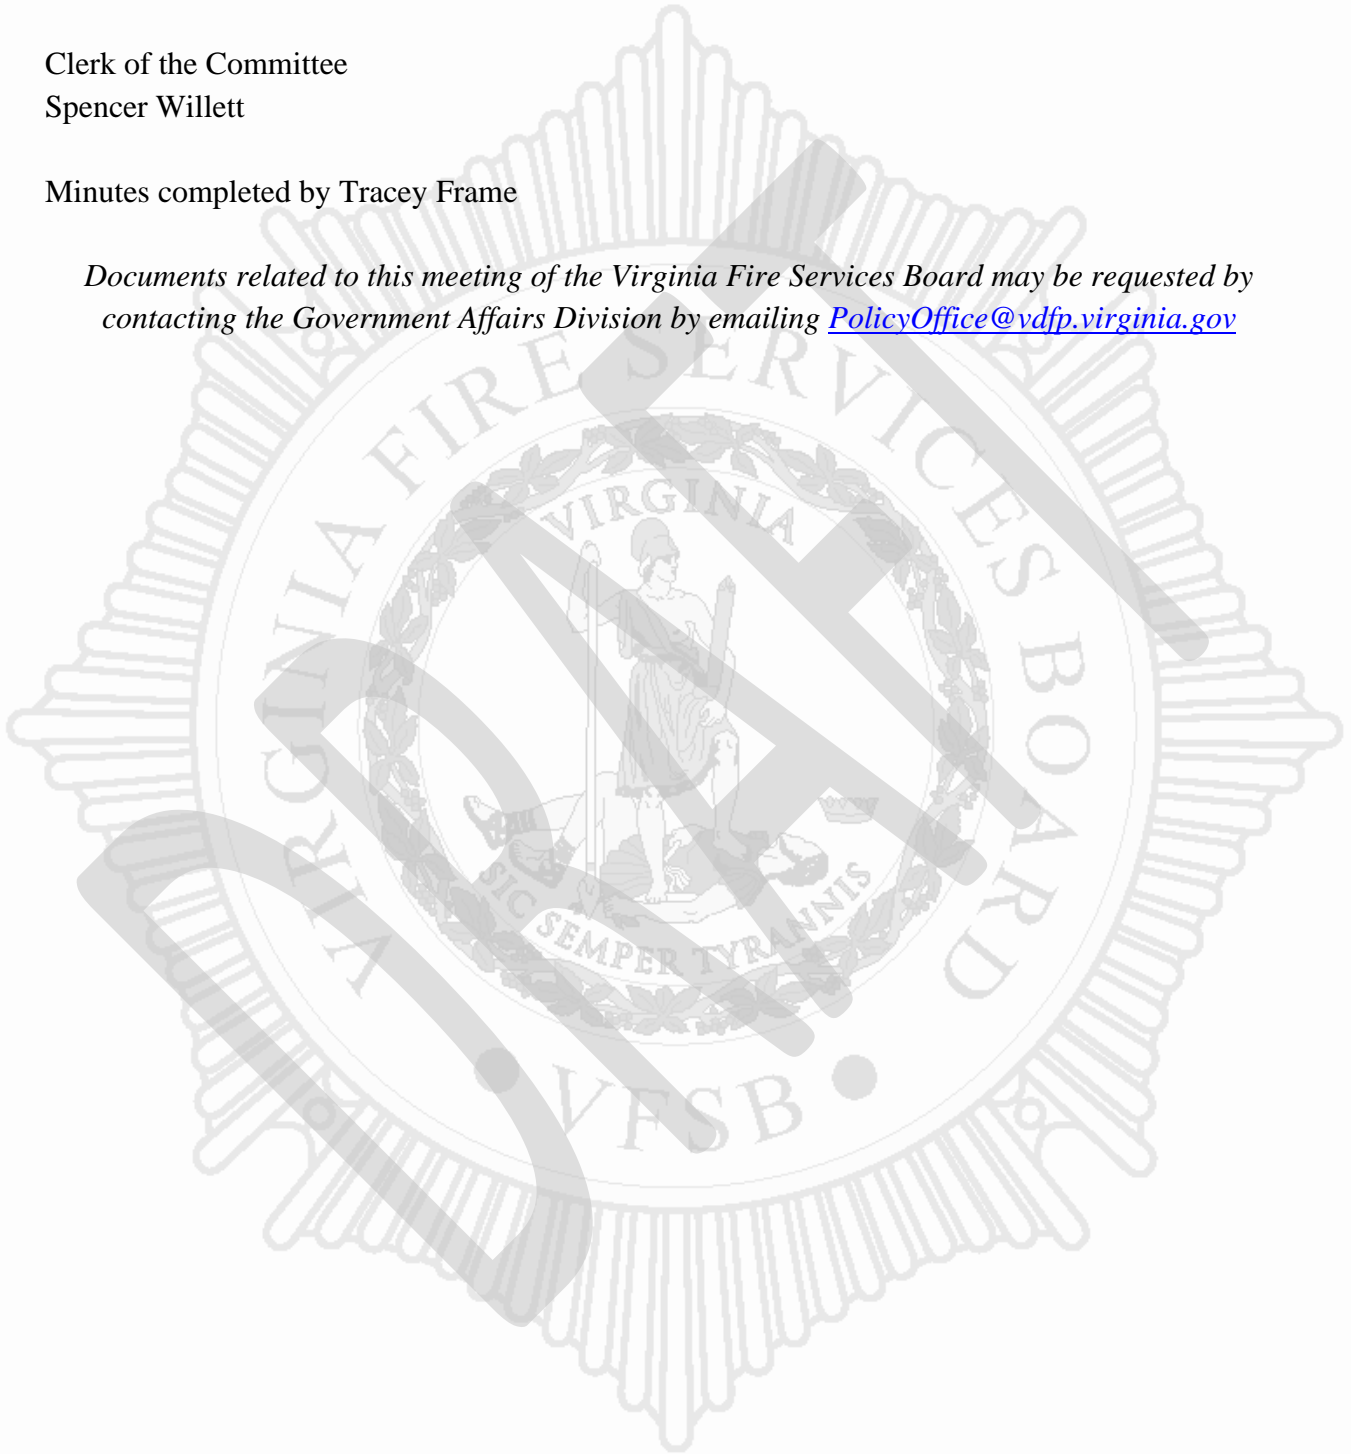 Clerk of the Committee
Spencer Willett
Minutes completed by Tracey Frame
Documents related to this meeting of the Virginia Fire Services Board may be requested by
contacting the Government Affairs Division by emailing PolicyOffice@vdfp.virginia.gov
VIRGINIA FIRE SERVICES BOARD
VIRGINIA
SIC SEMPER TYRANNIS
• VFSB •
DRAFT